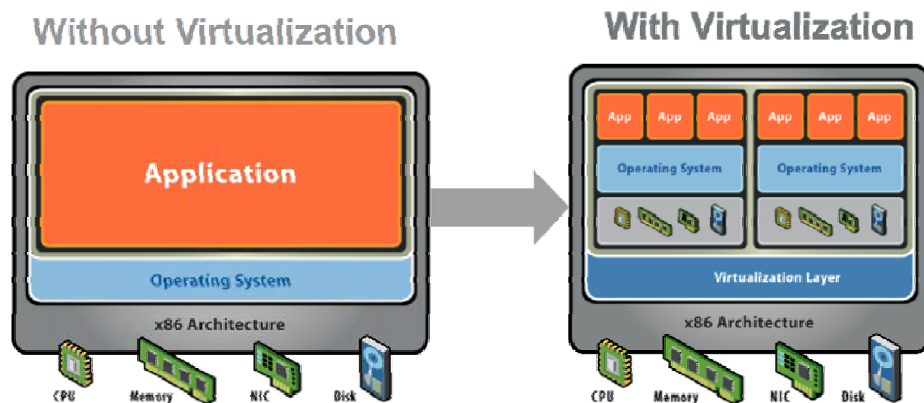 Without Virtualization
With Virtualization
Application
Operating System
x86 Architecture
CPU Memory NIC Disk
App App App App App App
Operating System Operating System
Virtualization Layer
x86 Architecture
CPU Memory NIC Disk